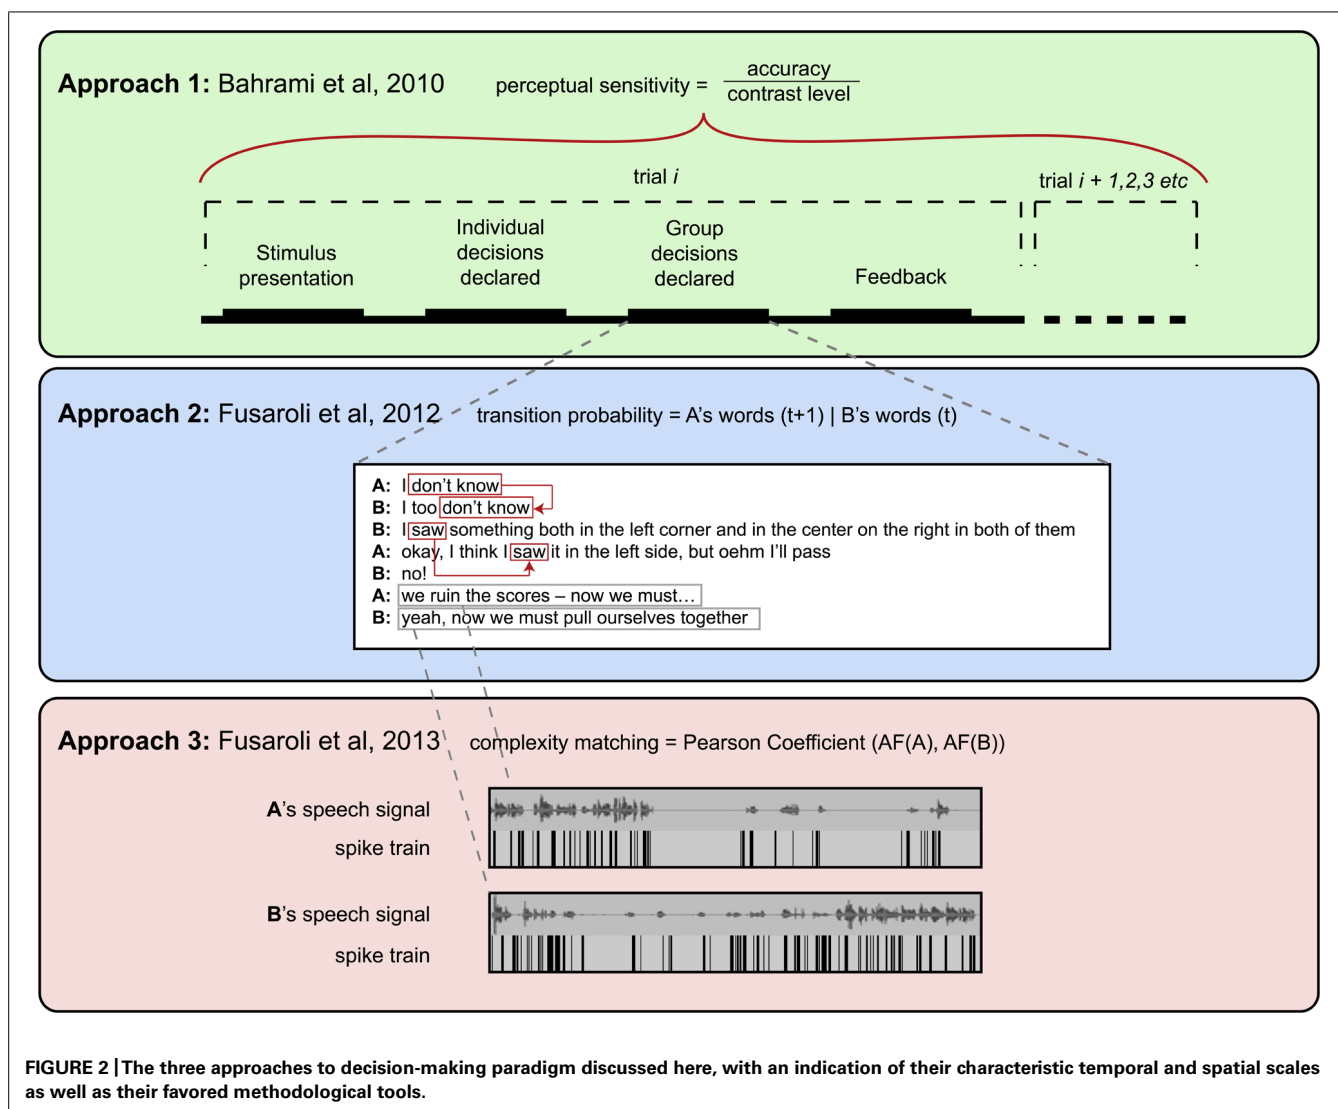 Approach 1: Bahrami et al, 2010
perceptual sensitivity = accuracy
contrast level
trial i
trial i + 1,2,3 etc
Stimulus
presentation
Individual
decisions
declared
Group
decisions
declared
Feedback
Approach 2: Fusaroli et al, 2012
transition probability = A's words (t+1) | B's words (t)
A: I don't know
B: I too don't know
B: I saw something both in the left corner and in the center on the right in both of them
A: okay, I think I saw it in the left side, but oehm I'll pass
B: no!
A: we ruin the scores – now we must…
B: yeah, now we must pull ourselves together
Approach 3: Fusaroli et al, 2013
complexity matching = Pearson Coefficient (AF(A), AF(B))
A's speech signal
spike train
B's speech signal
spike train
FIGURE 2 | The three approaches to decision-making paradigm discussed here, with an indication of their characteristic temporal and spatial scales
as well as their favored methodological tools.